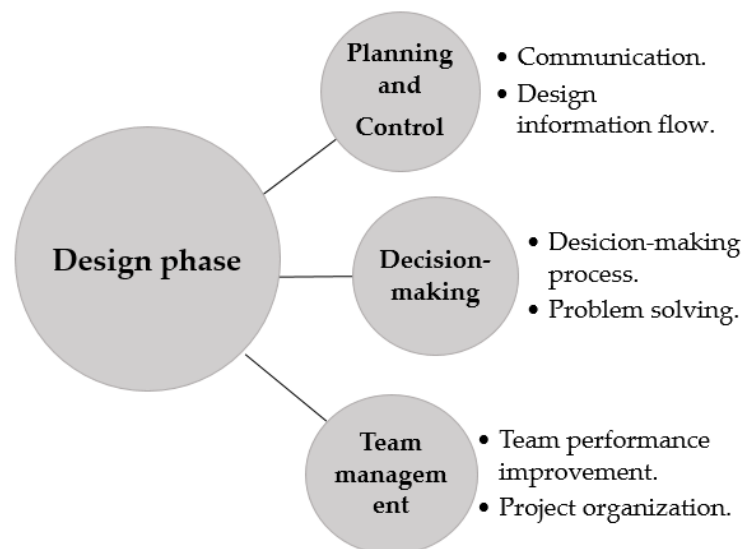 Planning
and
Control
• Communication.
• Design
information flow.
Design phase
Decision-
making
• Desicion-making
process.
• Problem solving.
Team
managem
ent
• Team performance
improvement.
• Project organization.